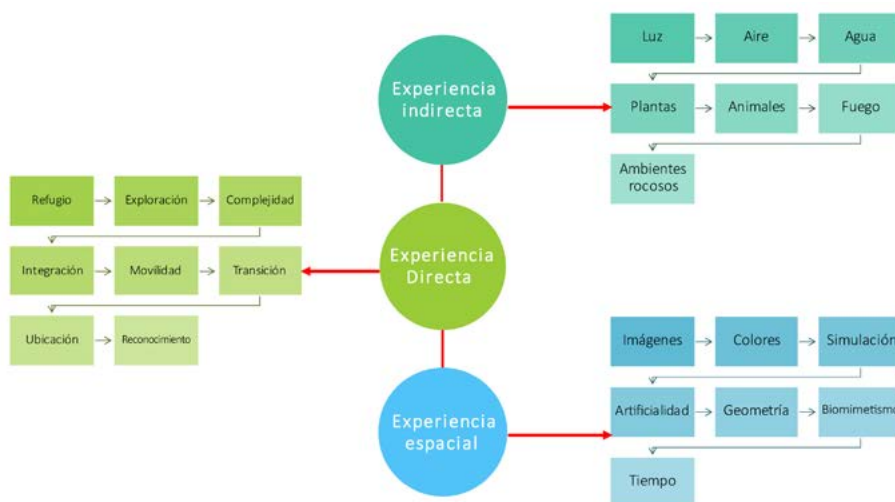 Experiencia
indirecta
Luz
Aire
Agua
Plantas
Animales
Fuego
Ambientes
rocosos
Experiencia
Directa
Refugio
Exploración
Complejidad
Integración
Movilidad
Transición
Ubicación
Reconocimiento
Experiencia
espacial
Imágenes
Colores
Simulación
Artificialidad
Geometría
Biomimetismo
Tiempo